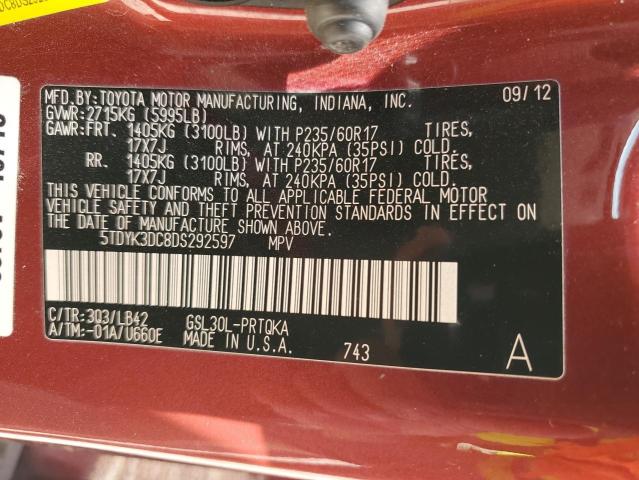 MFD.BY: TOYOTA MOTOR MANUFACTURING, INDIANA, INC. 09/12
GVWR: 2715KG (5995LB)
GAWR: FRT. 1405KG (3100LB) WITH P235/60R17 TIRES,
17X7J RIMS, AT 240KPA (35PSI) COLD.
RR. 1405KG (3100LB) WITH P235/60R17 TIRES,
17X7J RIMS, AT 240KPA (35PSI) COLD.
THIS VEHICLE CONFORMS TO ALL APPLICABLE FEDERAL MOTOR
VEHICLE SAFETY AND THEFT PREVENTION STANDARDS IN EFFECT ON
THE DATE OF MANUFACTURE SHOWN ABOVE.
5TDYK3DC8DS292597 MPV
C/TR: 3Q3/LB42 GSL30L-PRTQKA
A/TM: -01A/U660E MADE IN U.S.A. 743 A